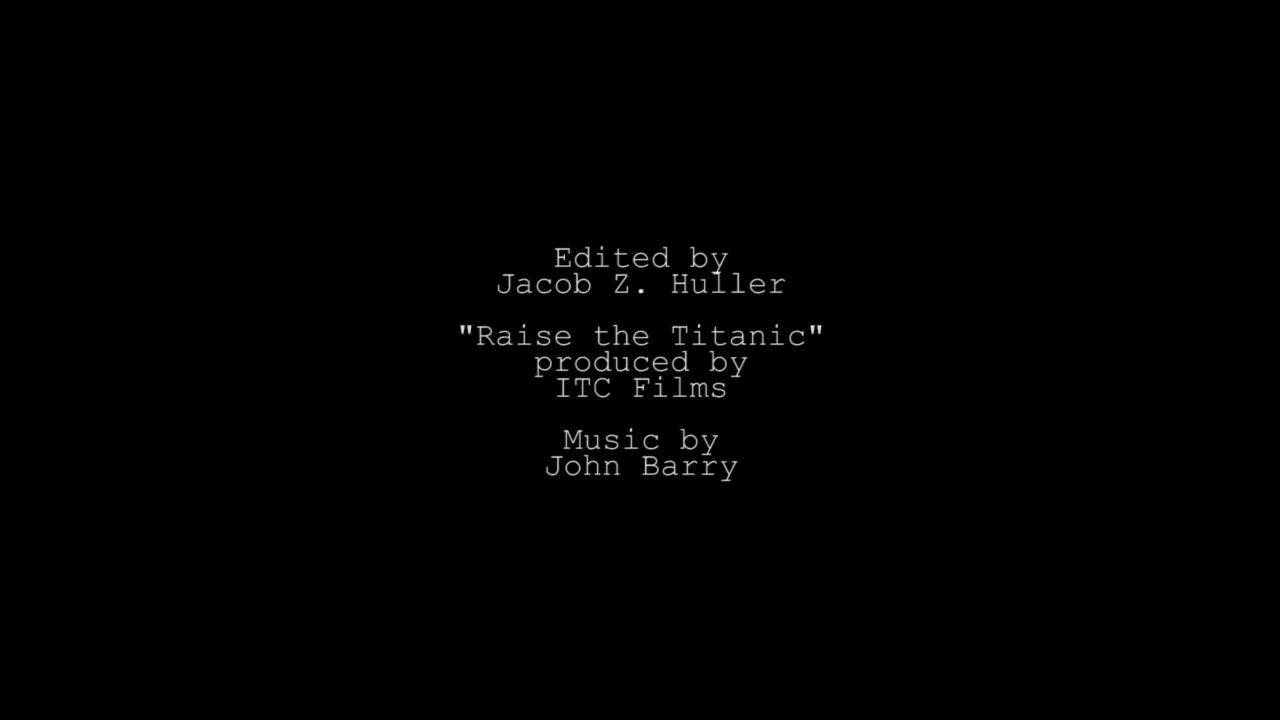 Edited by
Jacob Z. Huller
"Raise the Titanic"
produced by
ITC Films
Music by
John Barry